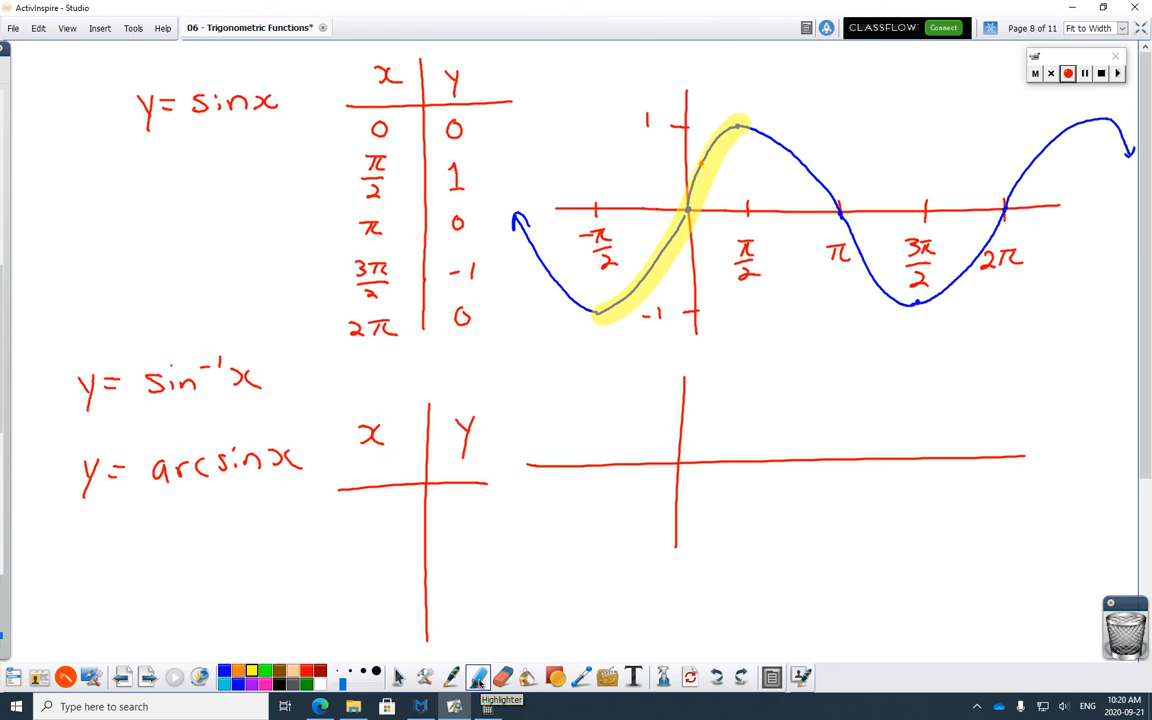 ActivInspire - Studio
File Edit View Insert Tools Help
06 - Trigonometric Functions*
CLASSFLOW Connect
Page 8 of 11
Fit to Width
M
y = sin x
x y
0 0
π/2 1
π 0
3π/2 -1
2π 0
1
-1
-π/2
π/2
π
3π/2
2π
y = sin⁻¹x
y = arcsin x
x y
T
Highlighter
Type here to search
ENG
10:20 AM
2020-09-21